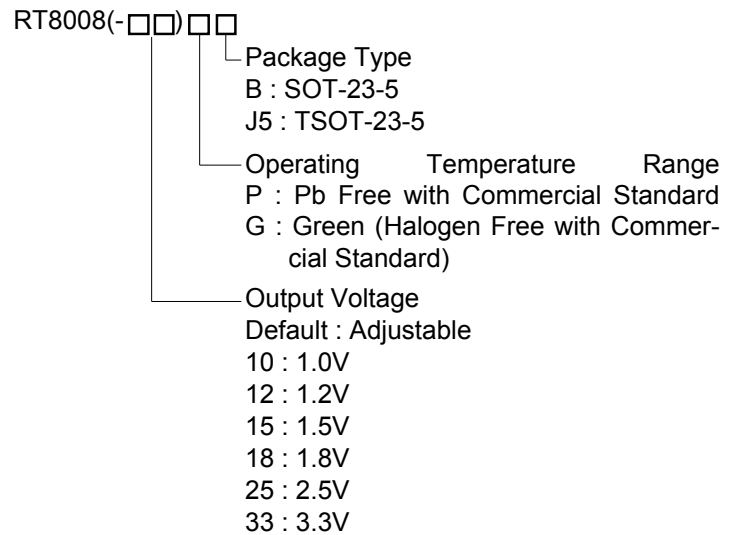 RT8008(-□□)□□
Package Type
B : SOT-23-5
J5 : TSOT-23-5
Operating Temperature Range
P : Pb Free with Commercial Standard
G : Green (Halogen Free with Commer-
cial Standard)
Output Voltage
Default : Adjustable
10 : 1.0V
12 : 1.2V
15 : 1.5V
18 : 1.8V
25 : 2.5V
33 : 3.3V